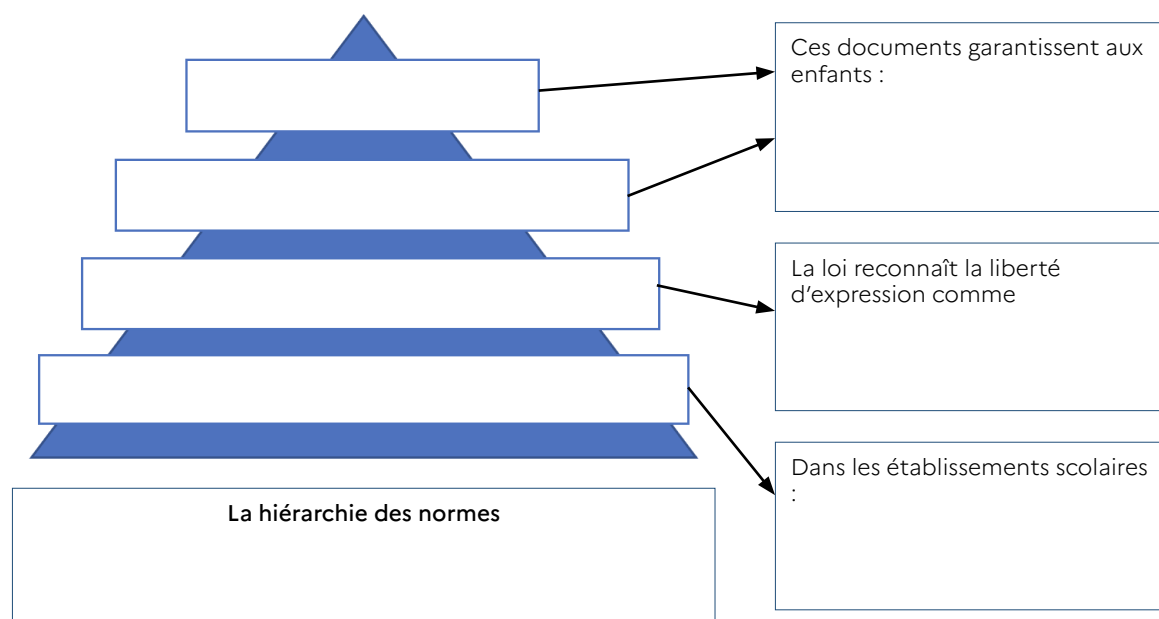 Ces documents garantissent aux
enfants :
La loi reconnaît la liberté
d’expression comme
Dans les établissements scolaires
:
La hiérarchie des normes